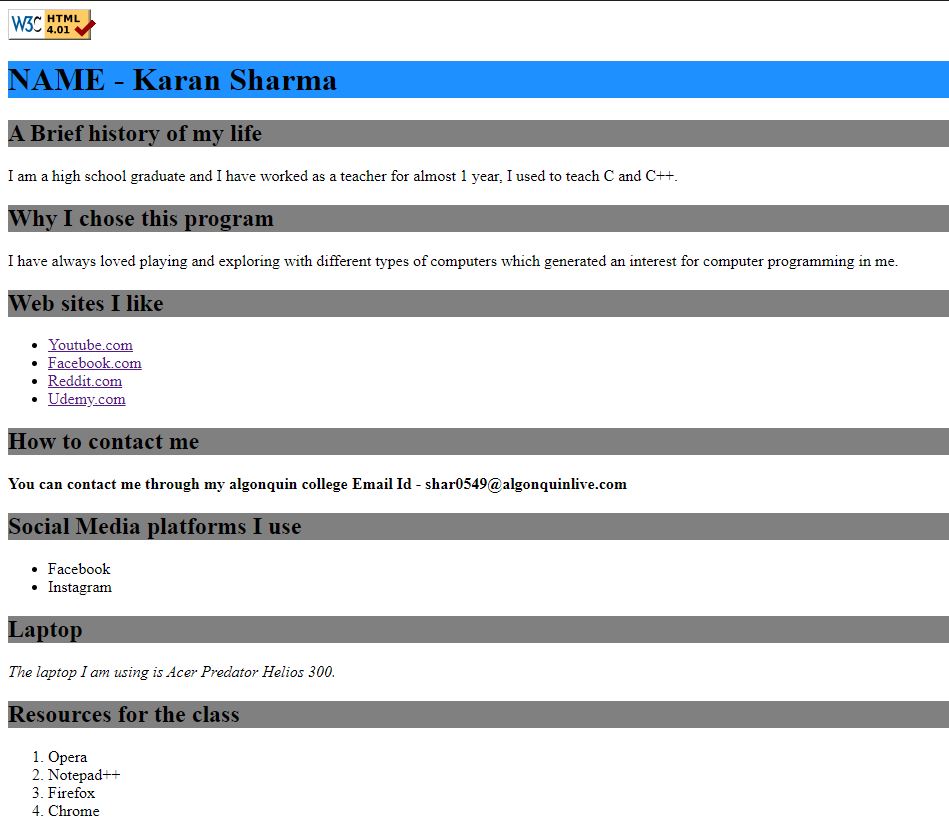 W3C HTML
4.01
NAME - Karan Sharma
A Brief history of my life
I am a high school graduate and I have worked as a teacher for almost 1 year, I used to teach C and C++.
Why I chose this program
I have always loved playing and exploring with different types of computers which generated an interest for computer programming in me.
Web sites I like
• Youtube.com
• Facebook.com
• Reddit.com
• Udemy.com
How to contact me
You can contact me through my algonquin college Email Id - shar0549@algonquinlive.com
Social Media platforms I use
• Facebook
• Instagram
Laptop
The laptop I am using is Acer Predator Helios 300.
Resources for the class
1. Opera
2. Notepad++
3. Firefox
4. Chrome